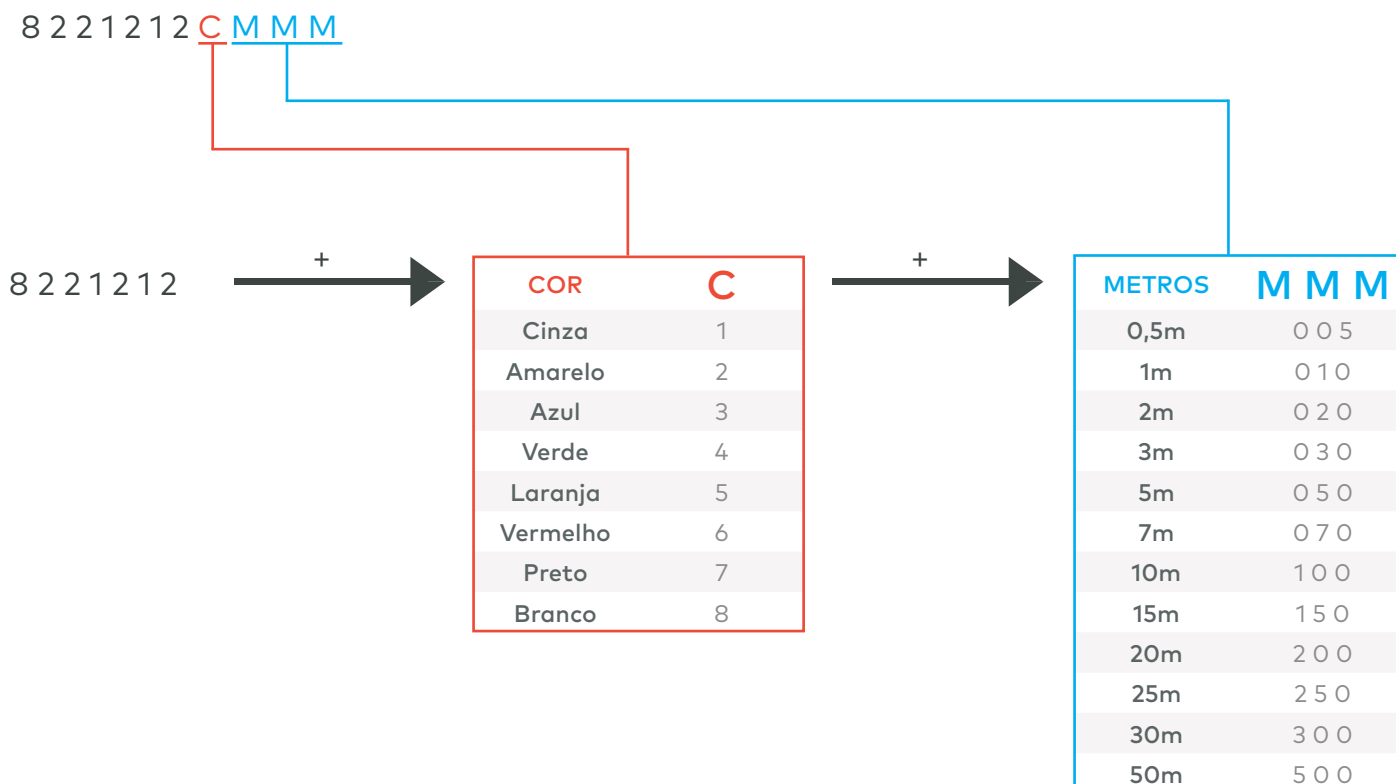 8 2 2 1 2 1 2 C M M M
+
+
8 2 2 1 2 1 2
COR C
Cinza 1
Amarelo 2
Azul 3
Verde 4
Laranja 5
Vermelho 6
Preto 7
Branco 8
METROS M M M
0,5m 0 0 5
1m 0 1 0
2m 0 2 0
3m 0 3 0
5m 0 5 0
7m 0 7 0
10m 1 0 0
15m 1 5 0
20m 2 0 0
25m 2 5 0
30m 3 0 0
50m 5 0 0